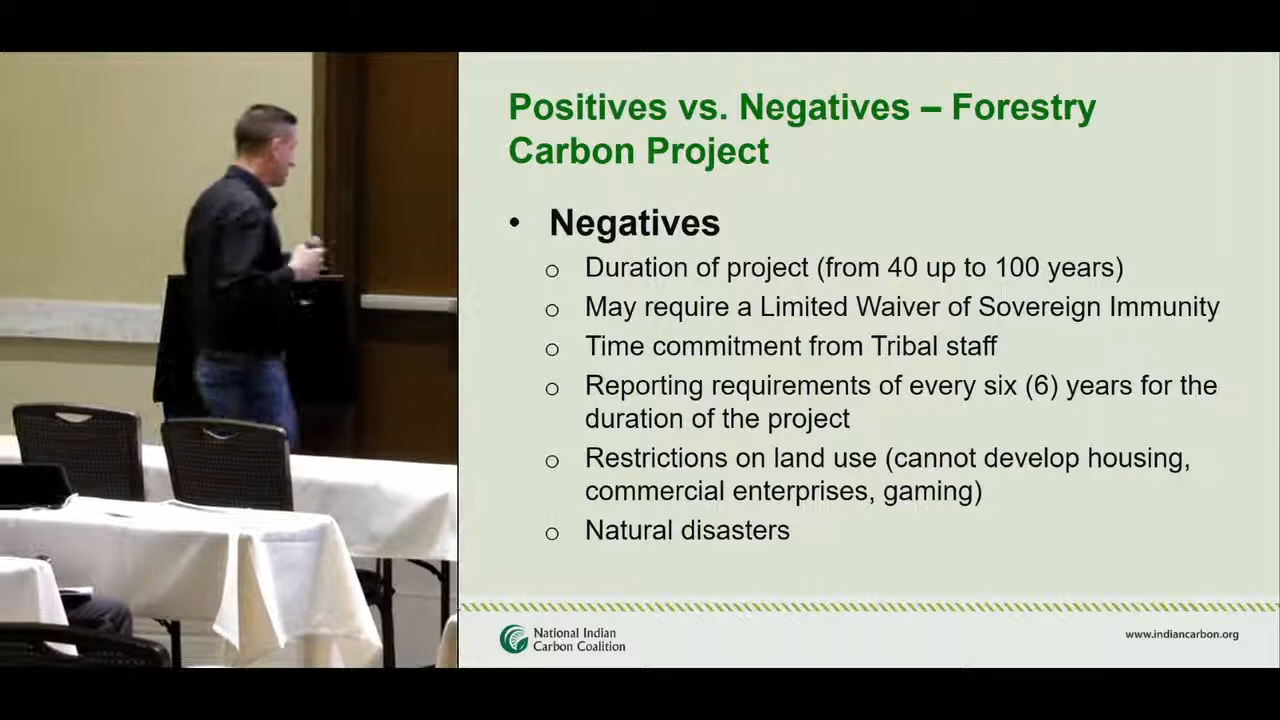 Positives vs. Negatives – Forestry
Carbon Project
• Negatives
o Duration of project (from 40 up to 100 years)
o May require a Limited Waiver of Sovereign Immunity
o Time commitment from Tribal staff
o Reporting requirements of every six (6) years for the
duration of the project
o Restrictions on land use (cannot develop housing,
commercial enterprises, gaming)
o Natural disasters
National Indian
Carbon Coalition
www.indiancarbon.org